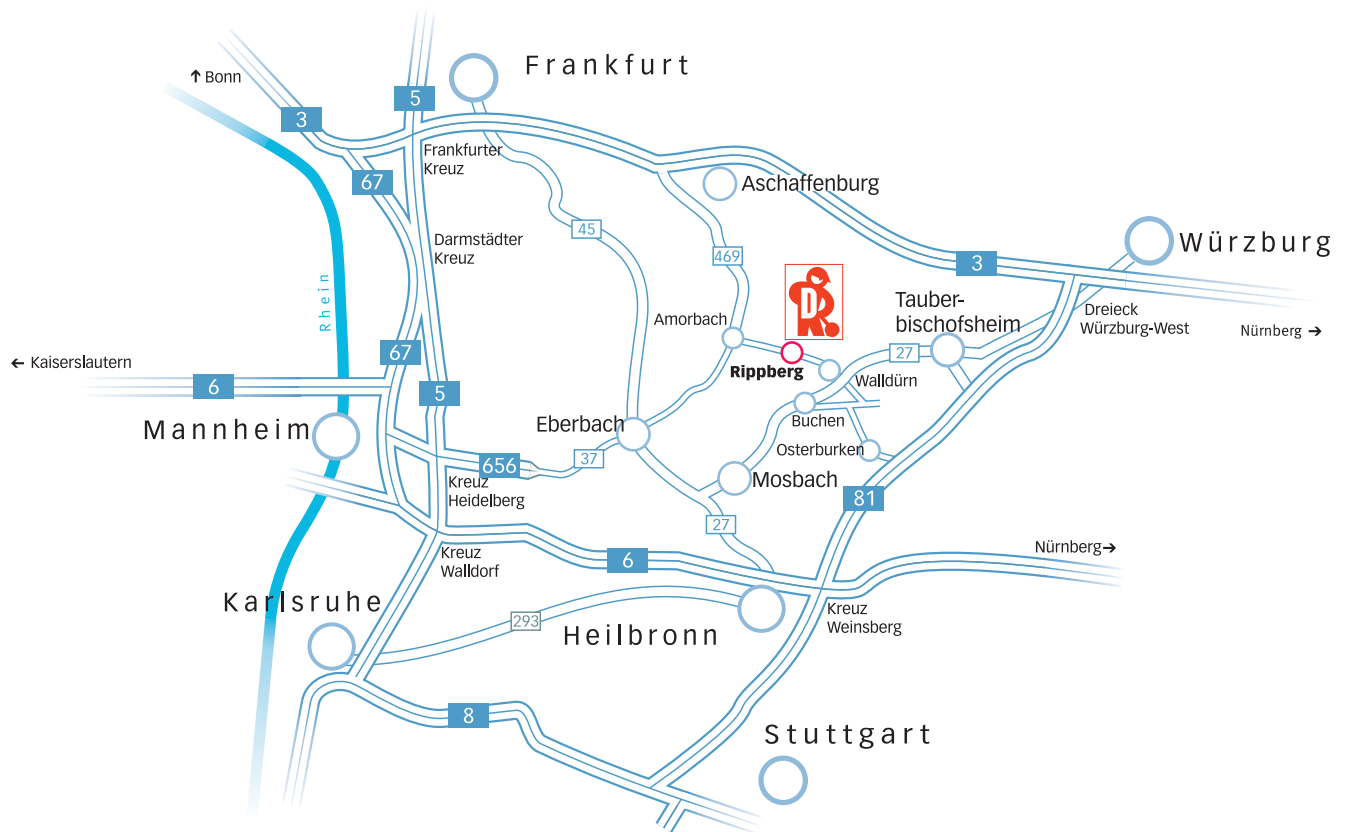 Frankfurt
↑ Bonn
5
3
Frankfurter
Kreuz
67
Aschaffenburg
45
Darmstädter
Kreuz
Würzburg
469
3
Rhein
D
Tauber-
bischofsheim
Amorbach
Dreieck
Würzburg-West
Nürnberg →
← Kaiserslautern
67
27
Rippberg
Walldürn
6
5
Mannheim
Eberbach
Buchen
Osterburken
37
656
Kreuz
Heidelberg
Mosbach
81
27
Kreuz
Walldorf
6
Nürnberg→
Karlsruhe
293
Heilbronn
Kreuz
Weinsberg
8
Stuttgart